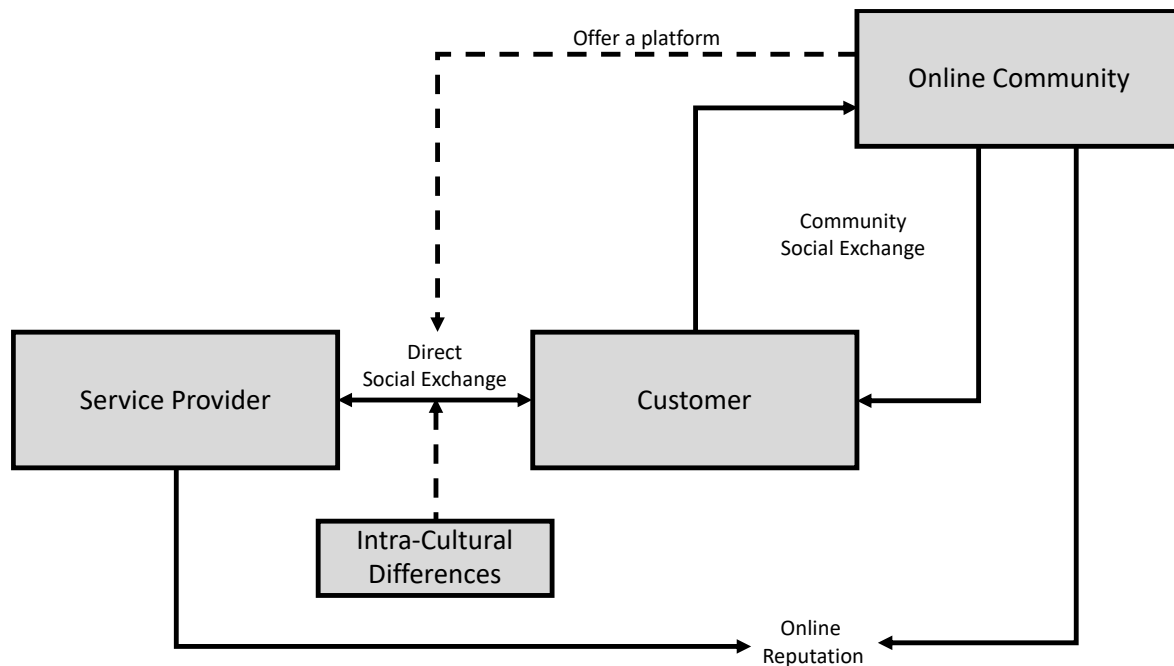 Offer a platform
Online Community
Community
Social Exchange
Direct
Social Exchange
Service Provider
Customer
Intra-Cultural
Differences
Online
Reputation